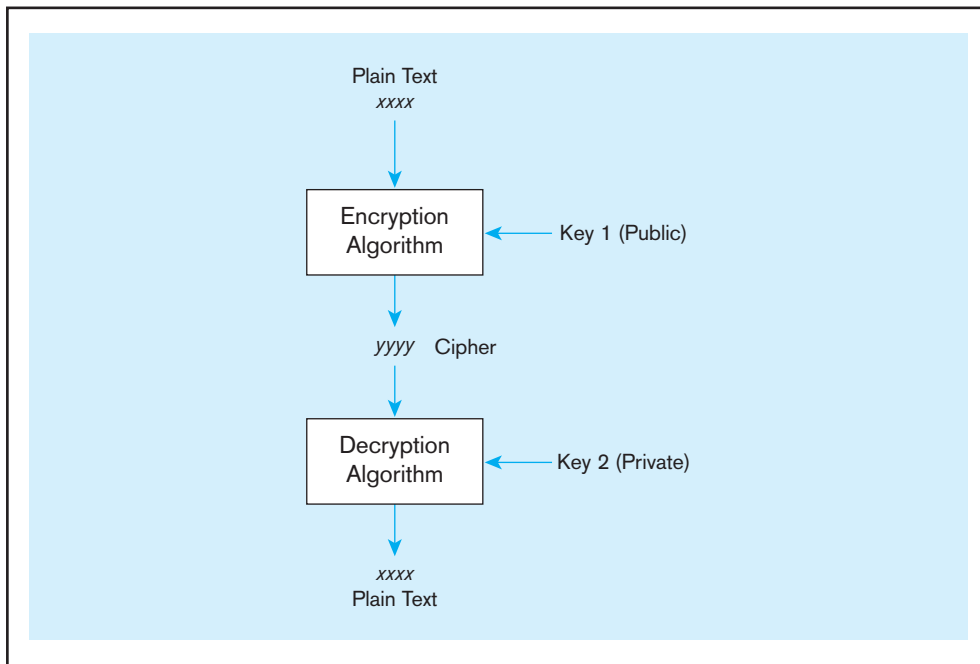 Plain Text
xxxx
Encryption
Algorithm
Key 1 (Public)
yyyy Cipher
Decryption
Algorithm
Key 2 (Private)
xxxx
Plain Text